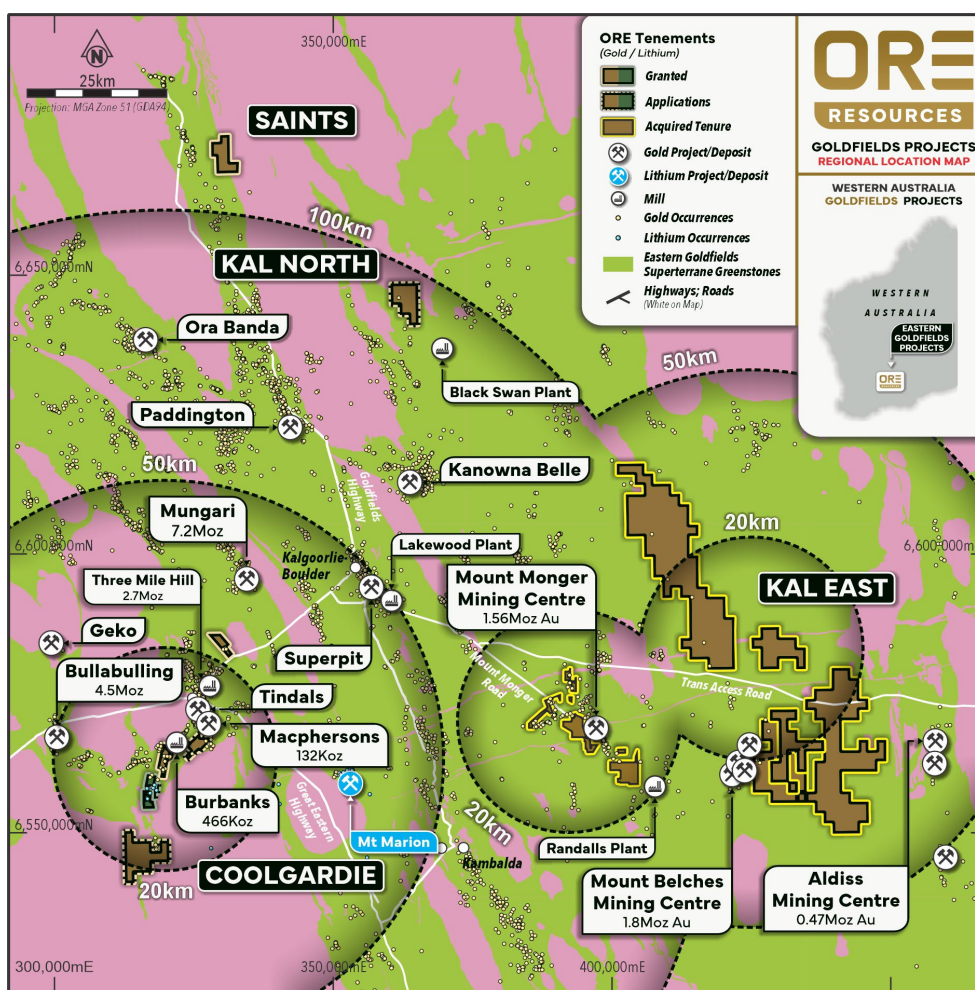 350,000mE
N
25km
Projection: MGA Zone 51 (GDA94)
SAINTS
ORE Tenements
(Gold / Lithium)
Granted
Applications
Acquired Tenure
Gold Project/Deposit
Lithium Project/Deposit
Mill
Gold Occurrences
Lithium Occurrences
Eastern Goldfields
Superterrane Greenstones
Highways; Roads
(White on Map)
ORE
RESOURCES
GOLDFIELDS PROJECTS
REGIONAL LOCATION MAP
WESTERN AUSTRALIA
GOLDFIELDS PROJECTS
WESTERN
AUSTRALIA
EASTERN
GOLDFIELDS
PROJECTS
ORE
100km
KAL NORTH
6,650,000mN
Ora Banda
50km
Black Swan Plant
Paddington
50km
Kanowna Belle
Goldfields
Highway
20km
Mungari
7.2Moz
6,600,000mN
Lakewood Plant
6,600,000m
Kalgoorlie-
Boulder
Three Mile Hill
2.7Moz
Mount Monger
Mining Centre
1.56Moz Au
KAL EAST
Geko
Superpit
Mount Monger
Road
Bullabulling
4.5Moz
Tindals
Trans Access Road
Macphersons
132Koz
Burbanks
466Koz
Great Eastern
Highway
6,550,000mN
20km
Mt Marion
Randalls Plant
Kambalda
COOLGARDIE
20km
Mount Belches
Mining Centre
1.8Moz Au
Aldiss
Mining Centre
0.47Moz Au
300,000mE
350,000mE
400,000mE